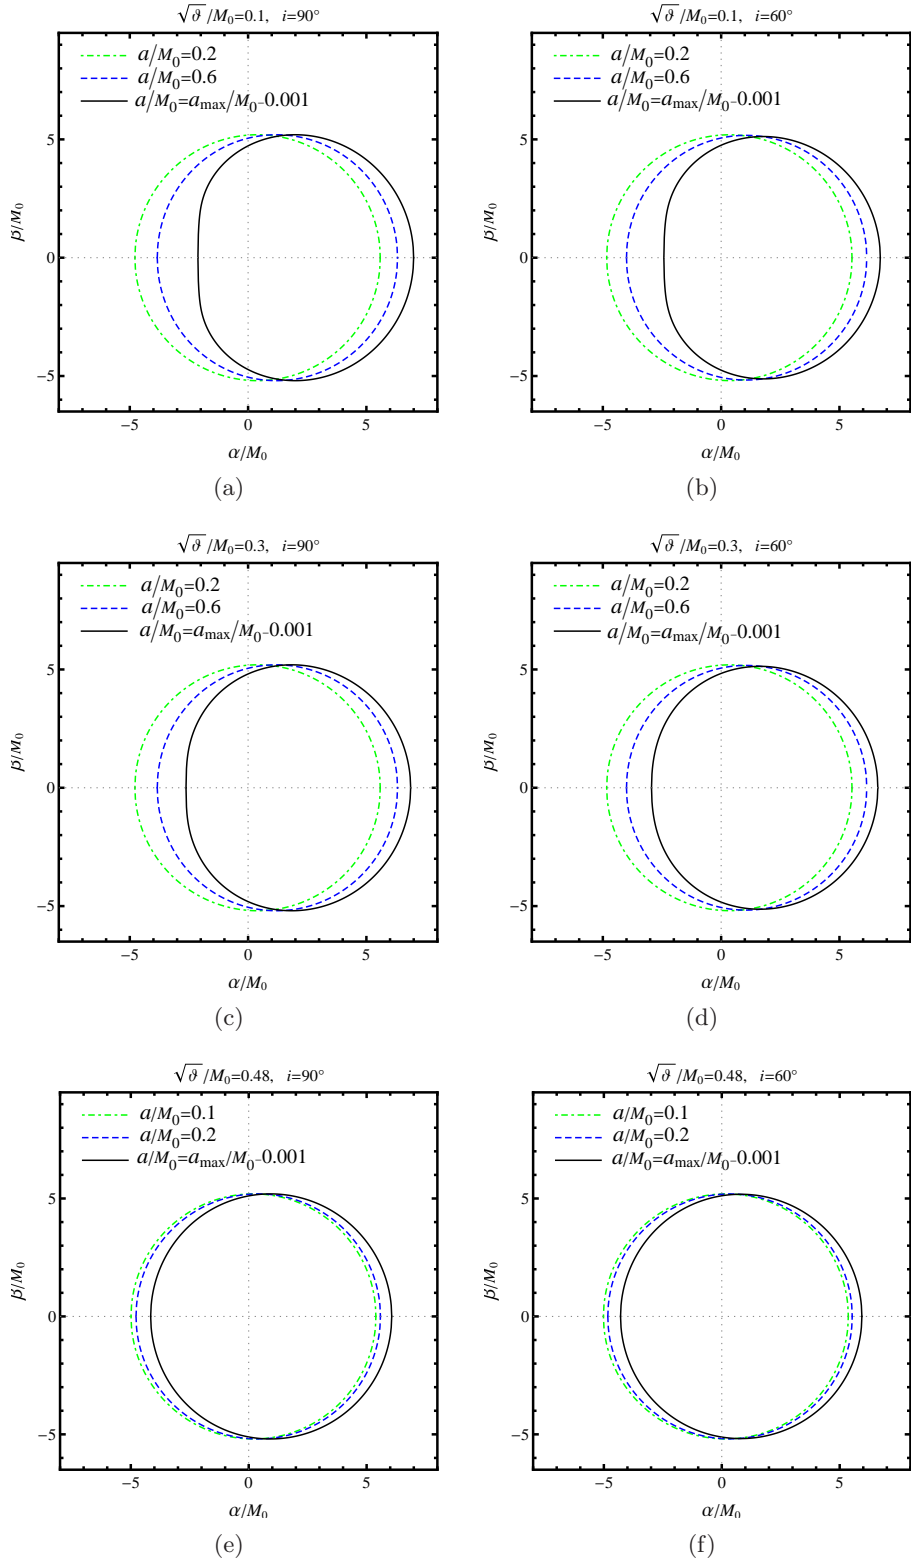 √ϑ/M₀=0.1, i=90°
a/M₀=0.2
a/M₀=0.6
a/M₀=a_max/M₀-0.001
5
0
−5
β/M₀
−5 0 5
α/M₀
(a)
√ϑ/M₀=0.1, i=60°
a/M₀=0.2
a/M₀=0.6
a/M₀=a_max/M₀-0.001
5
0
−5
β/M₀
−5 0 5
α/M₀
(b)
√ϑ/M₀=0.3, i=90°
a/M₀=0.2
a/M₀=0.6
a/M₀=a_max/M₀-0.001
5
0
−5
β/M₀
−5 0 5
α/M₀
(c)
√ϑ/M₀=0.3, i=60°
a/M₀=0.2
a/M₀=0.6
a/M₀=a_max/M₀-0.001
5
0
−5
β/M₀
−5 0 5
α/M₀
(d)
√ϑ/M₀=0.48, i=90°
a/M₀=0.1
a/M₀=0.2
a/M₀=a_max/M₀-0.001
5
0
−5
β/M₀
−5 0 5
α/M₀
(e)
√ϑ/M₀=0.48, i=60°
a/M₀=0.1
a/M₀=0.2
a/M₀=a_max/M₀-0.001
5
0
−5
β/M₀
−5 0 5
α/M₀
(f)